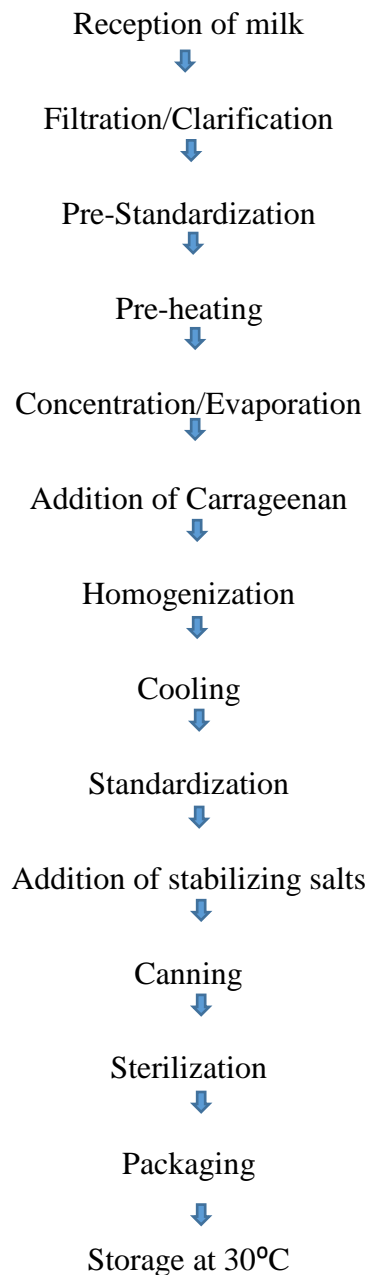 Reception of milk
Filtration/Clarification
Pre-Standardization
Pre-heating
Concentration/Evaporation
Addition of Carrageenan
Homogenization
Cooling
Standardization
Addition of stabilizing salts
Canning
Sterilization
Packaging
Storage at 30⁰C